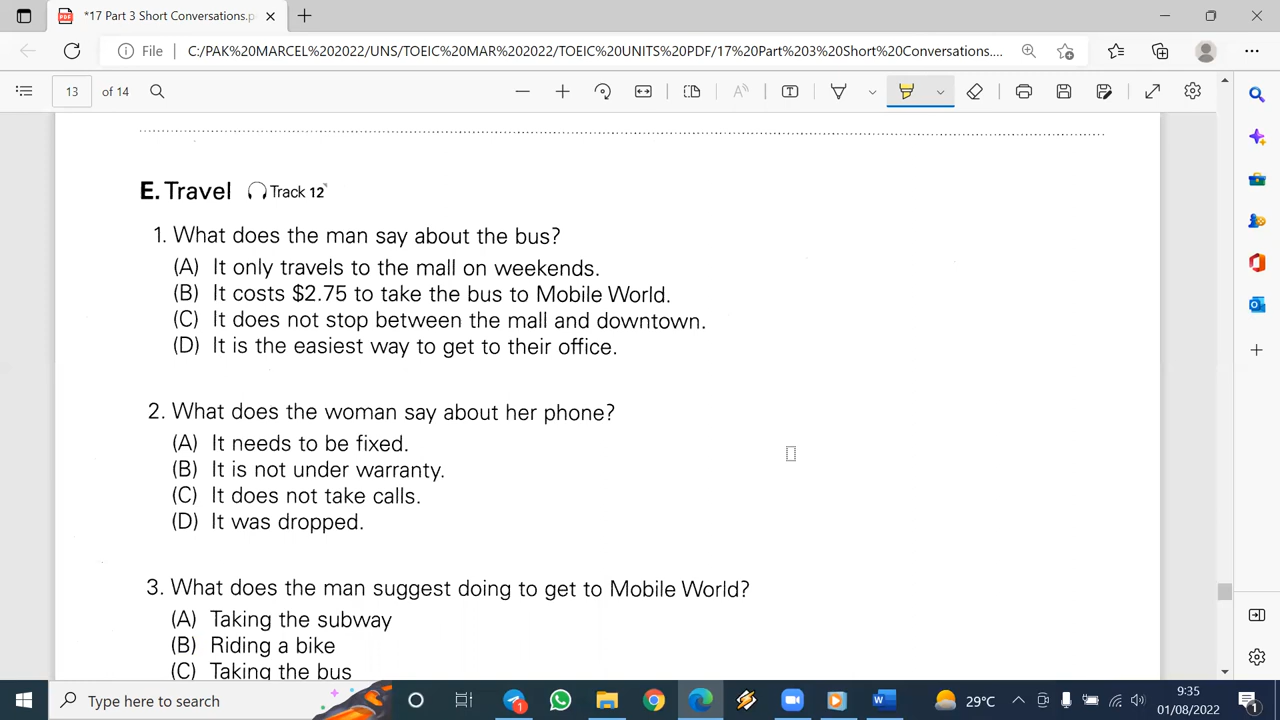 *17 Part 3 Short Conversations.p
File
C:/PAK%20MARCEL%202022/UNS/TOEIC%20MAR%202022/TOEIC%20UNITS%20PDF/17%20Part%203%20Short%20Conversations....
13 of 14
E. Travel Track 12
1. What does the man say about the bus?
(A) It only travels to the mall on weekends.
(B) It costs $2.75 to take the bus to Mobile World.
(C) It does not stop between the mall and downtown.
(D) It is the easiest way to get to their office.
2. What does the woman say about her phone?
(A) It needs to be fixed.
(B) It is not under warranty.
(C) It does not take calls.
(D) It was dropped.
3. What does the man suggest doing to get to Mobile World?
(A) Taking the subway
(B) Riding a bike
(C) Taking the bus
Type here to search
29°C
9:35
01/08/2022